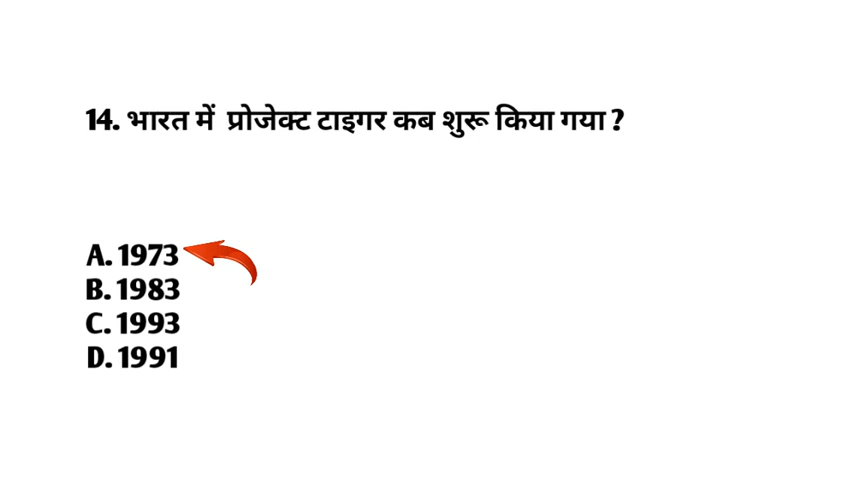 14. भारत में प्रोजेक्ट टाइगर कब शुरू किया गया ?
A. 1973
B. 1983
C. 1993
D. 1991